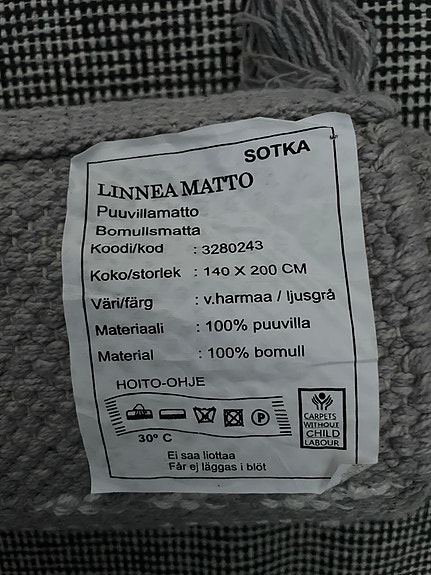 SOTKA
LINNEA MATTO
Puuvillamatto
Bomullsmatta
Koodi/kod : 3280243
Koko/storlek : 140 X 200 CM
Väri/färg : v.harmaa / ljusgrå
Materiaali : 100% puuvilla
Material : 100% bomull
HOITO-OHJE
P
30º C
CARPETS
WITHOUT
CHILD
LABOUR
Ei saa liottaa
Får ej läggas i blöt